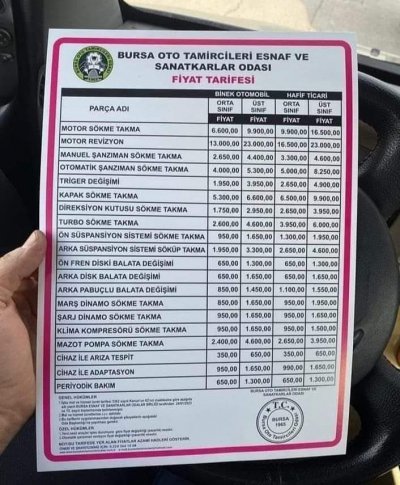 BURSA OTO TAMİRCİLERİ ESNAF VE
SANATKARLAR ODASI
FİYAT TARİFESİ
PARÇA ADI BİNEK OTOMOBİL HAFİF TİCARİ
ORTA SINIF ÜST SINIF ORTA SINIF ÜST SINIF
FİYAT FİYAT FİYAT FİYAT
MOTOR SÖKME TAKMA 6.600,00 9.900,00 9.900,00 16.500,00
MOTOR REVİZYON 13.000,00 23.000,00 16.500,00 23.000,00
MANUEL ŞANZIMAN SÖKME TAKMA 2.650,00 4.400,00 3.300,00 4.600,00
OTOMATİK ŞANZIMAN SÖKME TAKMA 4.000,00 5.300,00 5.000,00 8.250,00
TRİGER DEĞİŞİMİ 1.950,00 3.950,00 2.650,00 4.900,00
KAPAK SÖKME TAKMA 5.300,00 6.600,00 6.500,00 9.900,00
DİREKSİYON KUTUSU SÖKME TAKMA 1.750,00 2.950,00 2.650,00 3.950,00
TURBO SÖKME TAKMA 2.600,00 4.600,00 3.950,00 6.000,00
ÖN SÜSPANSİYON SİSTEMİ SÖKME TAKMA 950,00 1.650,00 1.300,00 1.950,00
ARKA SÜSPANSİYON SİSTEMİ SÖKÜP TAKMA 1.950,00 3.300,00 2.650,00 4.600,00
ÖN FREN DİSKİ BALATA DEĞİŞİMİ 650,00 1.300,00 650,00 1.300,00
ARKA DİSK BALATA DEĞİŞİMİ 650,00 1.650,00 650,00 1.650,00
ARKA PABUÇLU BALATA DEĞİŞİMİ 850,00 1.450,00 1.100,00 1.550,00
MARŞ DİNAMO SÖKME TAKMA 850,00 1.650,00 950,00 1.950,00
ŞARJ DİNAMO SÖKME TAKMA 950,00 1.650,00 950,00 1.650,00
KLİMA KOMPRESÖRÜ SÖKME TAKMA 950,00 1.650,00 950,00 1.500,00
MAZOT POMPA SÖKME TAKMA 2.400,00 4.600,00 2.650,00 3.950,00
CİHAZ İLE ARIZA TESPİT 350,00 650,00 350,00 650,00
CİHAZ İLE ADAPTASYON 950,00 1.650,00 990,00 1.650,00
PERİYODİK BAKIM 650,00 1.300,00 650,00 1.300,00
GENEL HÜKÜMLER
ÖZEL HÜKÜMLER
BURSA OTO TAMİRCİLERİ ESNAF VE
SANATKARLAR ODASI
T.C.
BURSA
1965